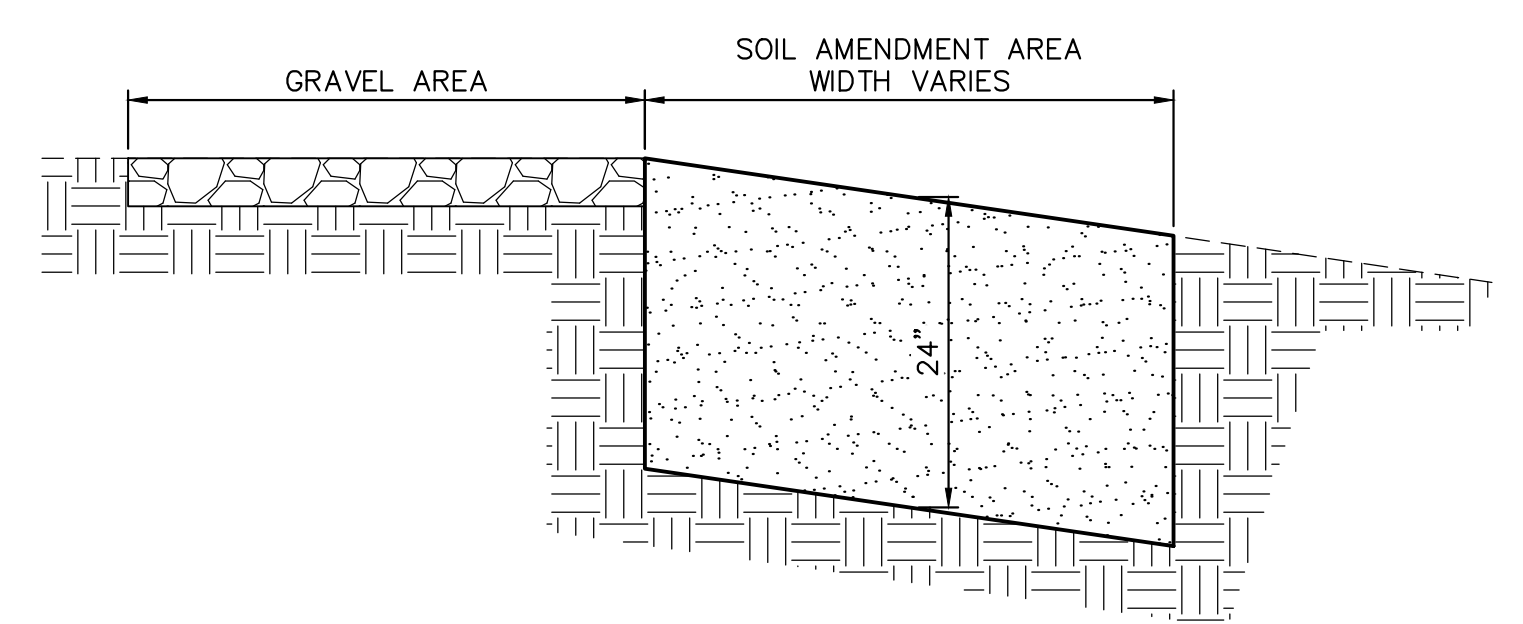 SOIL AMENDMENT AREA
WIDTH VARIES
GRAVEL AREA
24”